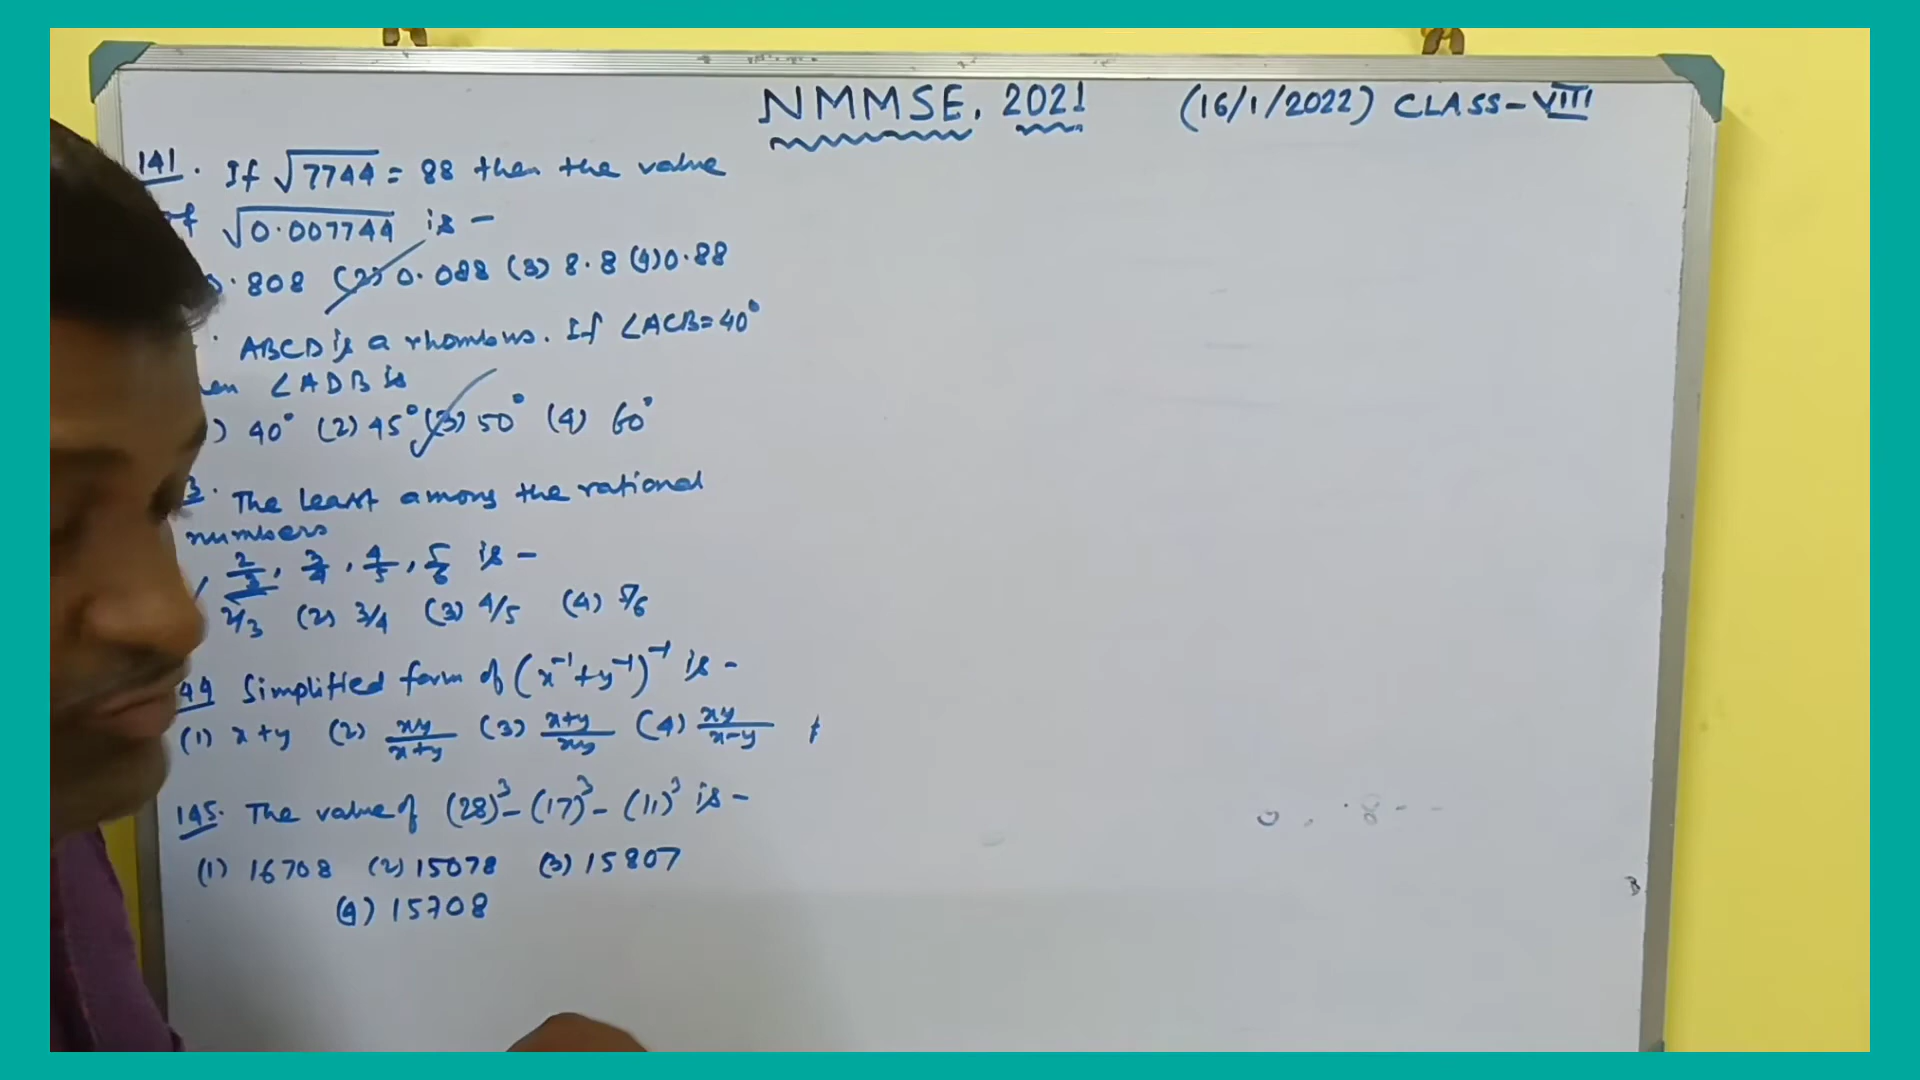 NMMSE. 2021 (16/1/2022) CLASS-VIII
141. If √7744 = 88 then the value
of √0.007744 is -
0.808 (2) 0.088 (3) 8.8 (4) 0.88
ABCD is a rhombus. If ∠ACB=40°
∠ADB is
) 40° (2) 45° (3) 50° (4) 60°
3. The least among the rational
numbers
2/3, 3/4, 4/5, 5/6 is -
2/3 (2) 3/4 (3) 4/5 (4) 5/6
44 Simplified form of (x⁻¹+y⁻¹)⁻¹ is -
(1) x+y (2) xy/x+y (3) x+y/xy (4) xy/x-y
145. The value of (28)³-(17)³-(11)³ is -
(1) 16708 (2) 15078 (3) 15807
(4) 15708